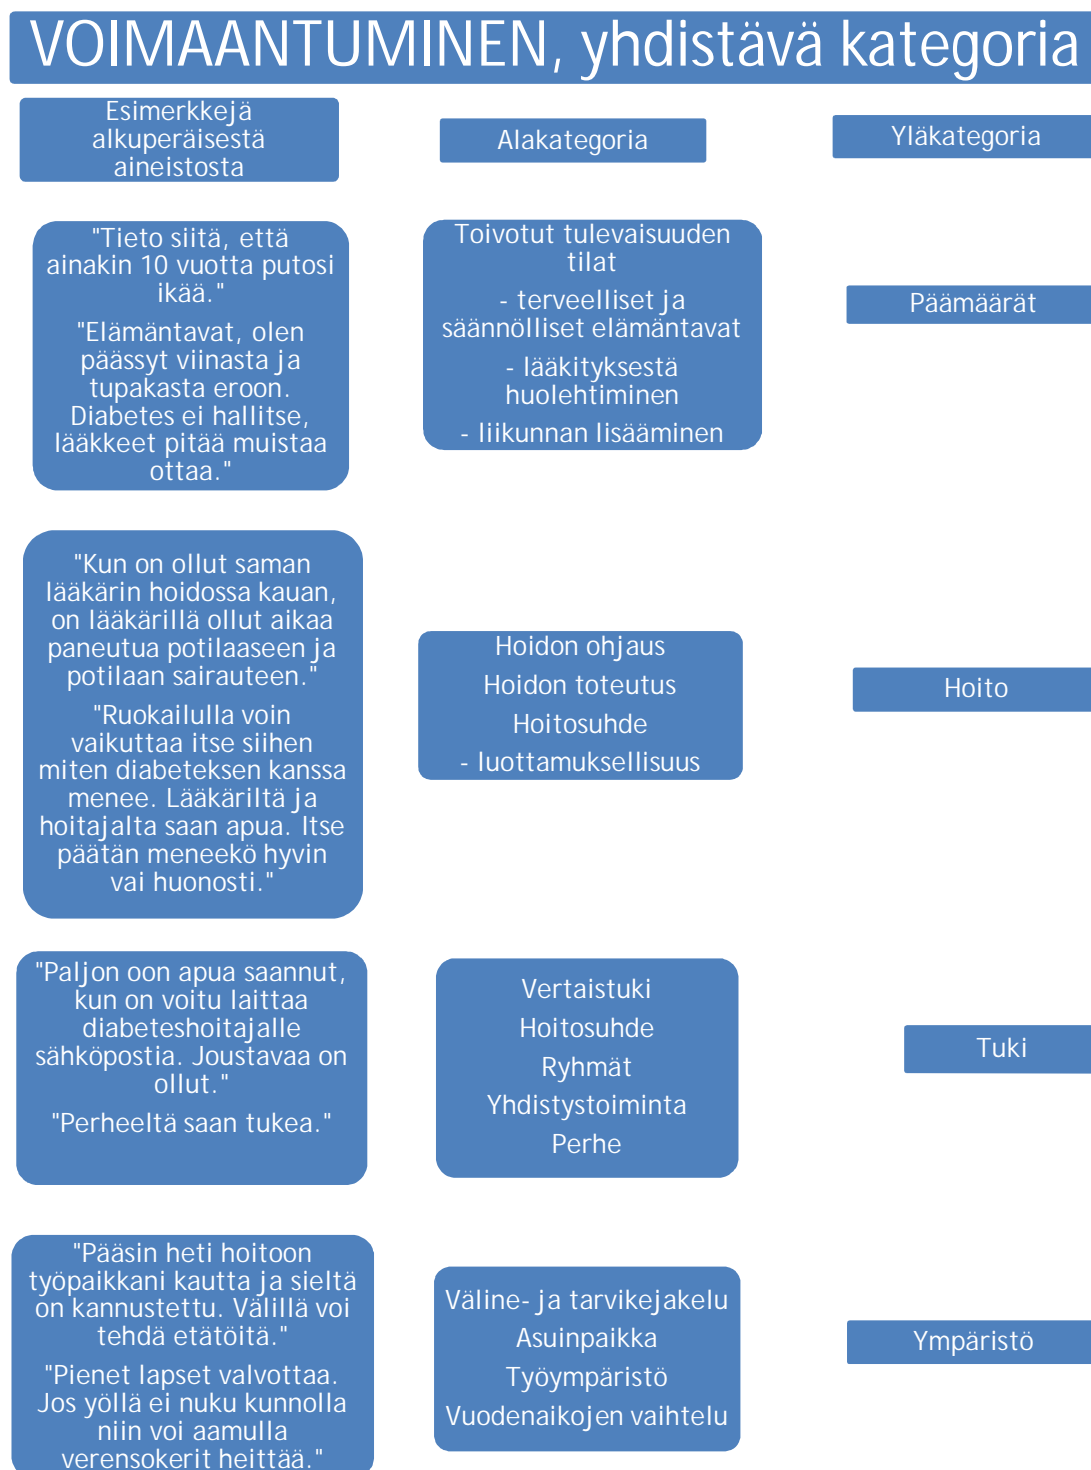 VOIMAANTUMINEN, yhdistävä kategoria
Esimerkkejä
alkuperäisestä
aineistosta
Alakategoria
Yläkategoria
"Tieto siitä, että
ainakin 10 vuotta putosi
ikää."
"Elämäntavat, olen
päässyt viinasta ja
tupakasta eroon.
Diabetes ei hallitse,
lääkkeet pitää muistaa
ottaa."
Toivotut tulevaisuuden
tilat
- terveelliset ja
säännölliset elämäntavat
- lääkityksestä
huolehtiminen
- liikunnan lisääminen
Päämäärät
"Kun on ollut saman
lääkärin hoidossa kauan,
on lääkärillä ollut aikaa
paneutua potilaaseen ja
potilaan sairauteen."
"Ruokailulla voin
vaikuttaa itse siihen
miten diabeteksen kanssa
menee. Lääkäriltä ja
hoitajalta saan apua. Itse
päätän meneekö hyvin
vai huonosti."
Hoidon ohjaus
Hoidon toteutus
Hoitosuhde
- luottamuksellisuus
Hoito
"Paljon oon apua saannut,
kun on voitu laittaa
diabeteshoitajalle
sähköpostia. Joustavaa on
ollut."
"Perheeltä saan tukea."
Vertaistuki
Hoitosuhde
Ryhmät
Yhdistystoiminta
Perhe
Tuki
"Pääsin heti hoitoon
työpaikkani kautta ja sieltä
on kannustettu. Välillä voi
tehdä etätöitä."
"Pienet lapset valvottaa.
Jos yöllä ei nuku kunnolla
niin voi aamulla
verensokerit heittää."
Väline- ja tarvikejakelu
Asuinpaikka
Työympäristö
Vuodenaikojen vaihtelu
Ympäristö